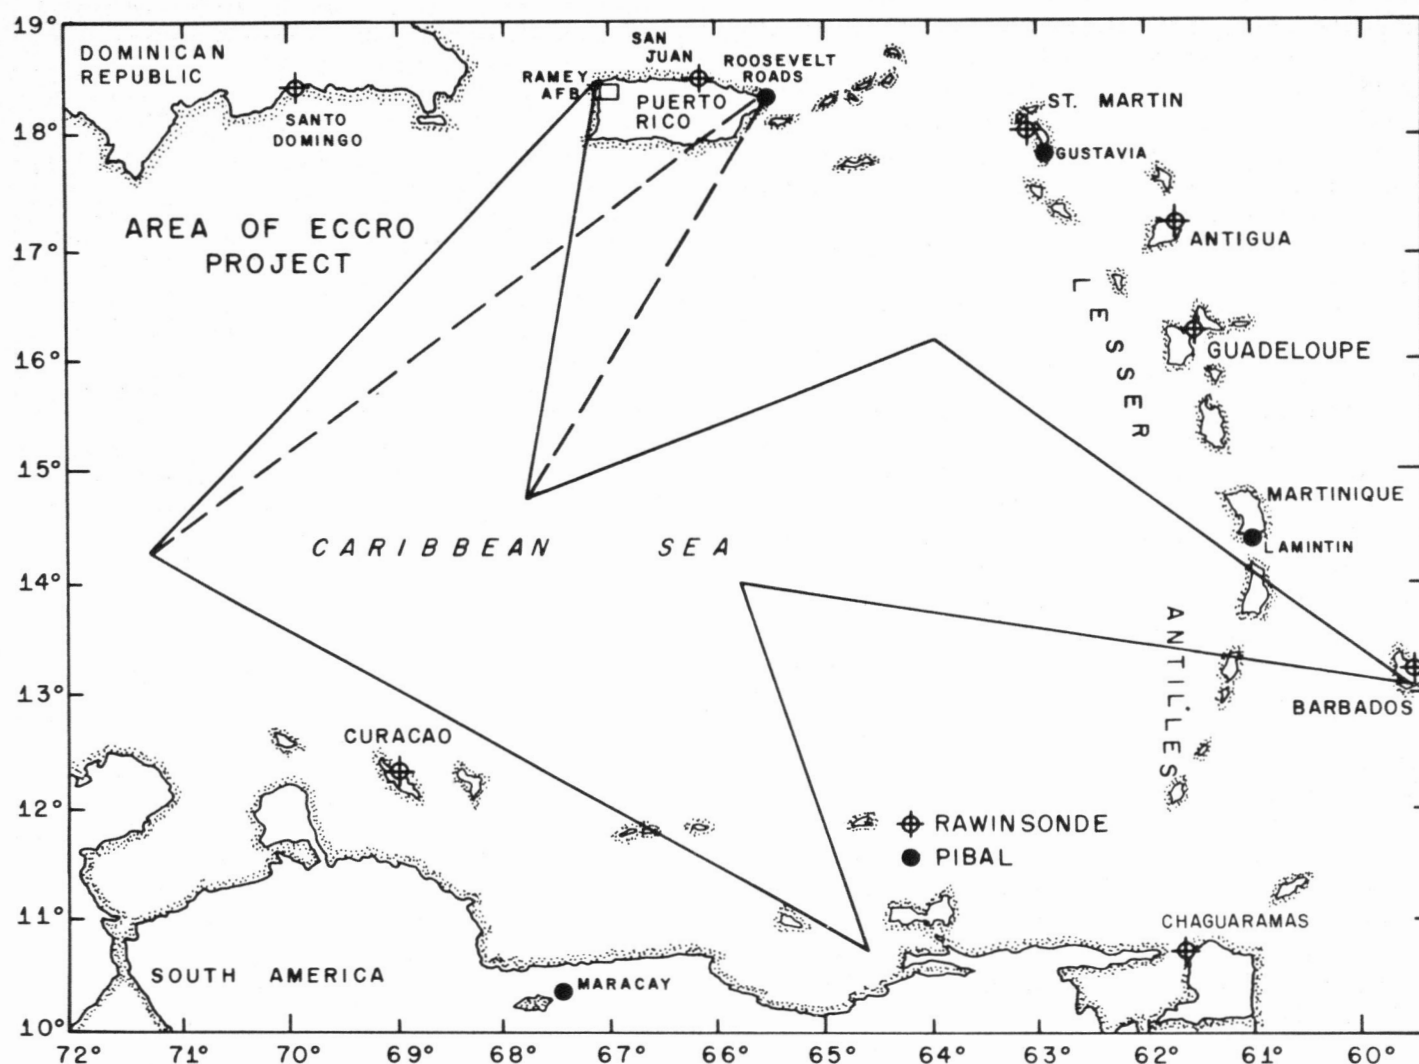 19°
DOMINICAN
REPUBLIC
SANTO
DOMINGO
SAN
JUAN
ROOSEVELT
ROADS
RAMEY
AFB
PUERTO
RICO
ST. MARTIN
GUSTAVIA
18°
AREA OF ECCRO
PROJECT
ANTIGUA
17°
LESSER
GUADELOUPE
16°
15°
MARTINIQUE
LAMINTIN
CARIBBEAN SEA
14°
ANTILLES
13°
BARBADOS
CURACAO
12°
RAWINSONDE
PIBAL
11°
CHAGUARAMAS
SOUTH AMERICA
MARACAY
10°
72° 71° 70° 69° 68° 67° 66° 65° 64° 63° 62° 61° 60°